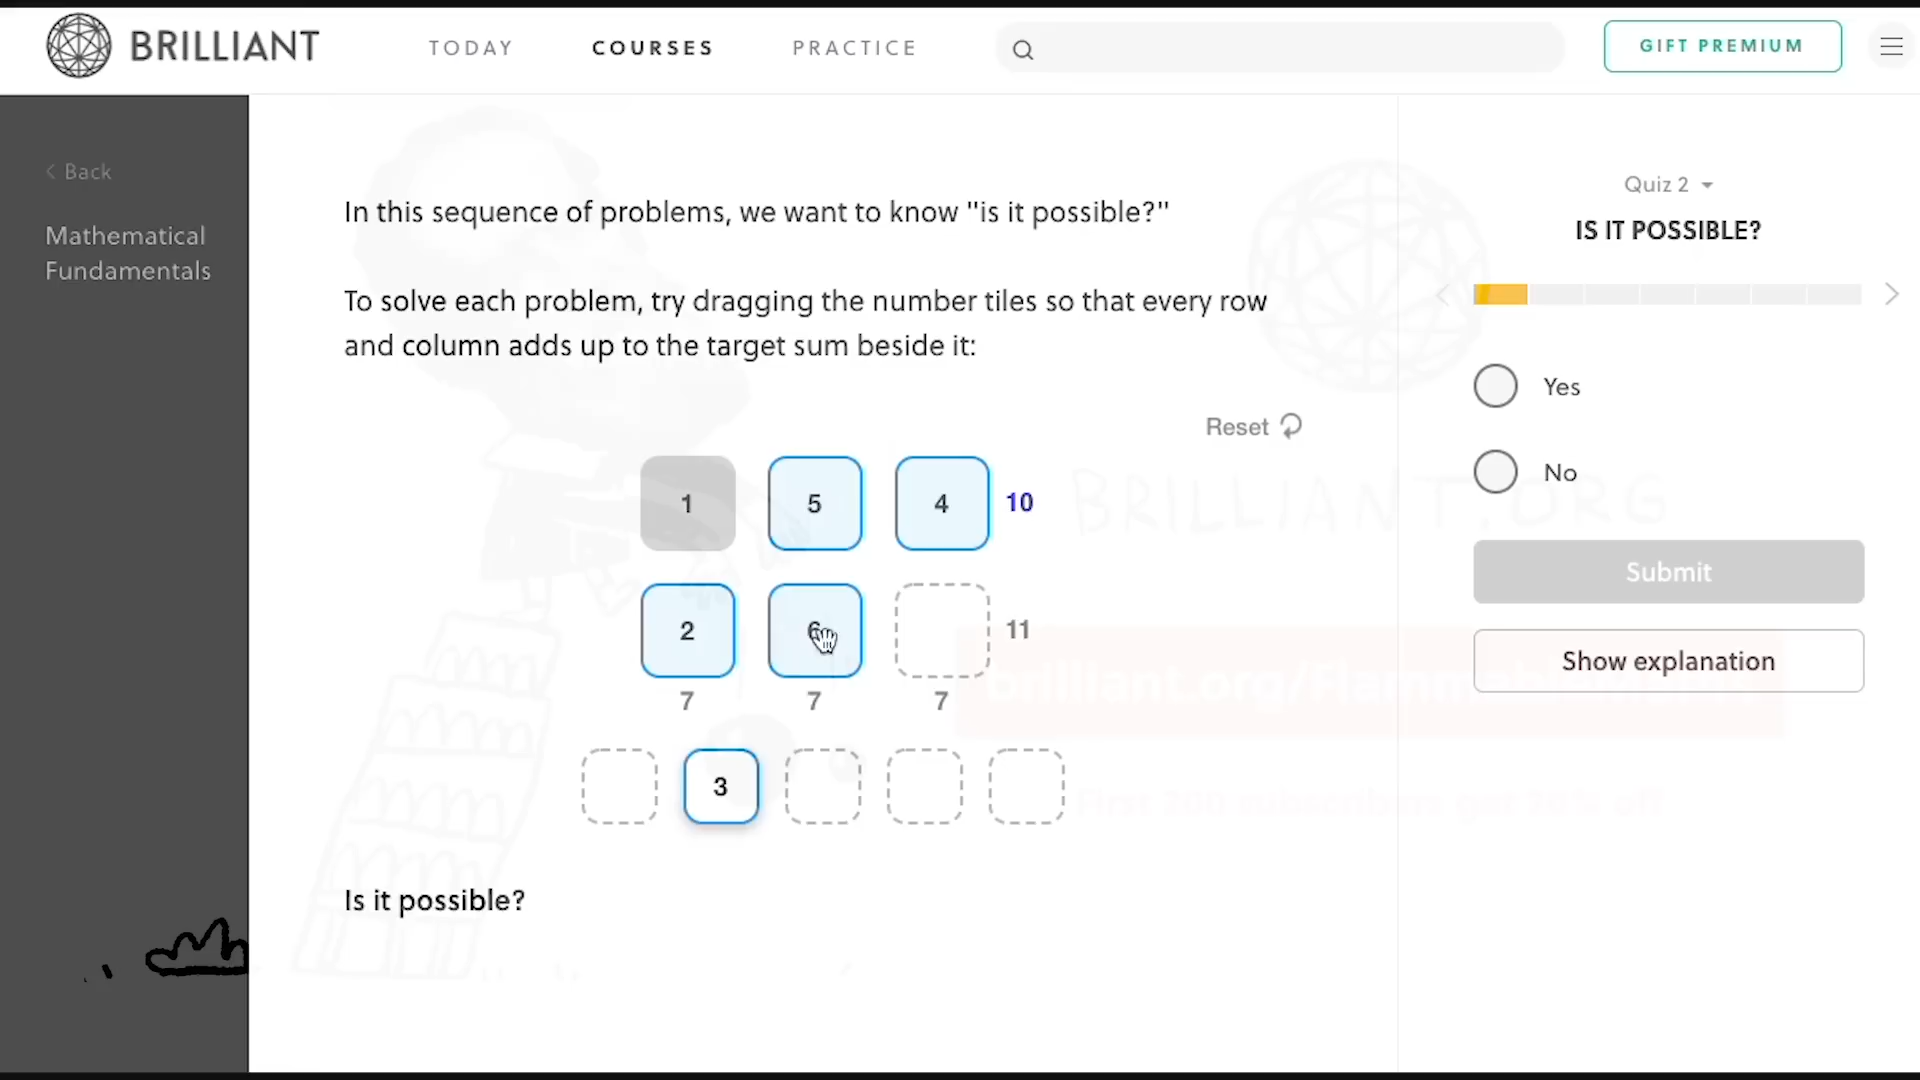 BRILLIANT
TODAY
COURSES
PRACTICE
GIFT PREMIUM
Back
Mathematical
Fundamentals
In this sequence of problems, we want to know "is it possible?"
To solve each problem, try dragging the number tiles so that every row
and column adds up to the target sum beside it:
Reset
1 5 4 10
2 6 11
7 7 7
3
Is it possible?
Quiz 2
IS IT POSSIBLE?
Yes
No
Submit
Show explanation
BRILLIANT.ORG